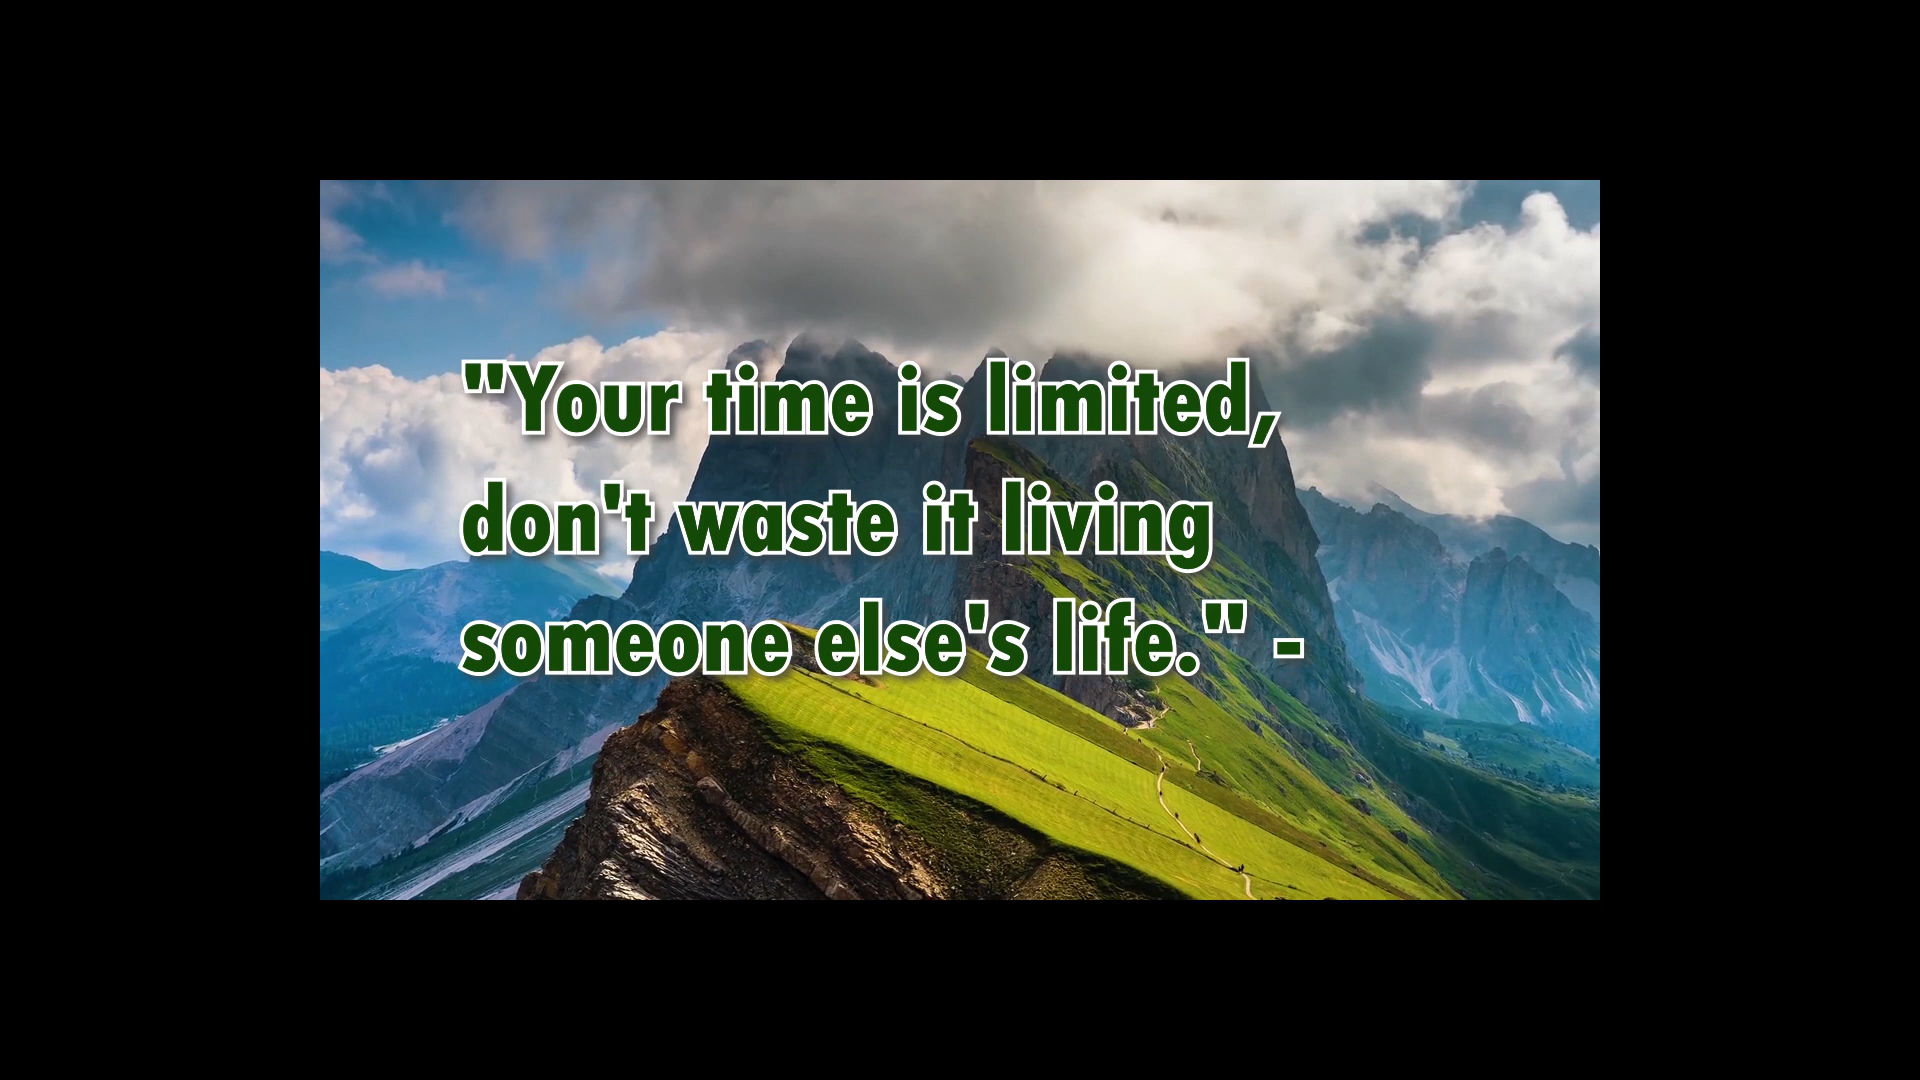 "Your time is limited,
don't waste it living
someone else's life." -